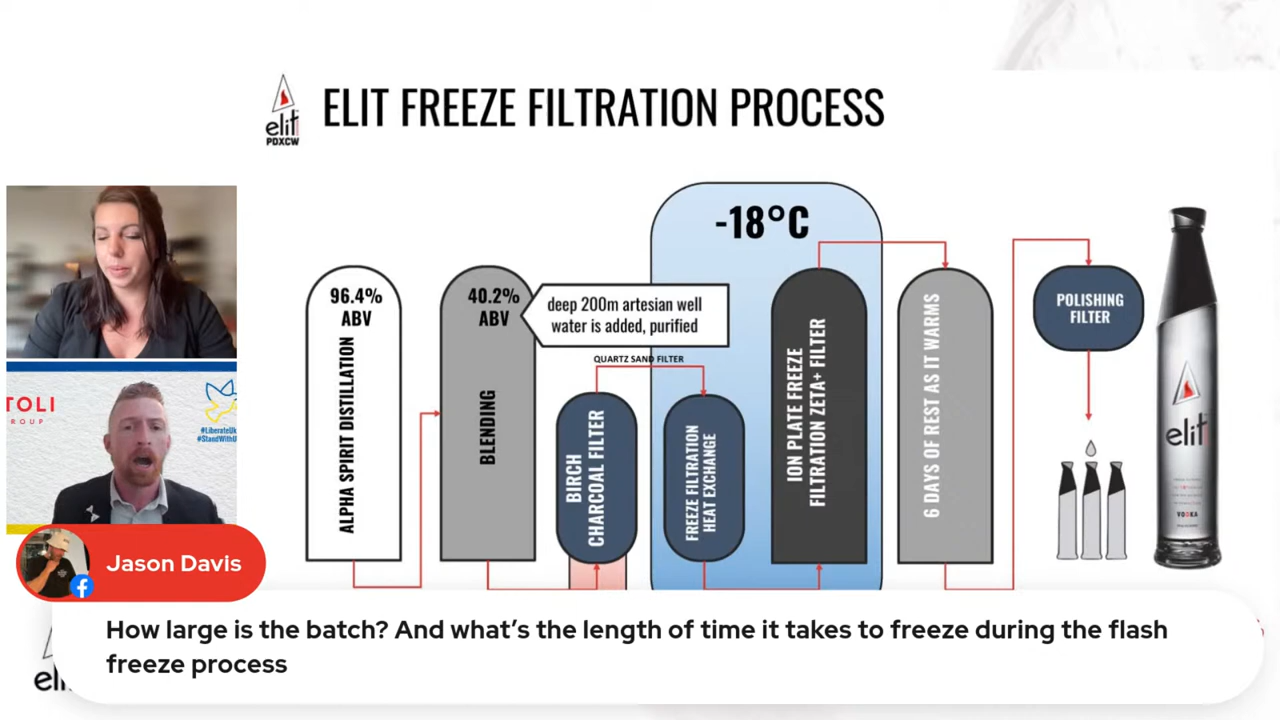 ELIT FREEZE FILTRATION PROCESS
elit
PDXCW
-18°C
96.4%
ABV
ALPHA SPIRIT DISTILLATION
40.2%
ABV
BLENDING
deep 200m artesian well
water is added, purified
QUARTZ SAND FILTER
BIRCH
CHARCOAL FILTER
FREEZE FILTRATION
HEAT EXCHANGE
ION PLATE FREEZE
FILTRATION ZETA+ FILTER
6 DAYS OF REST AS IT WARMS
POLISHING
FILTER
elit
VODKA
TOLI
ROUP
#LiberateUk
#StandWithU
Jason Davis
How large is the batch? And what's the length of time it takes to freeze during the flash
freeze process
eli